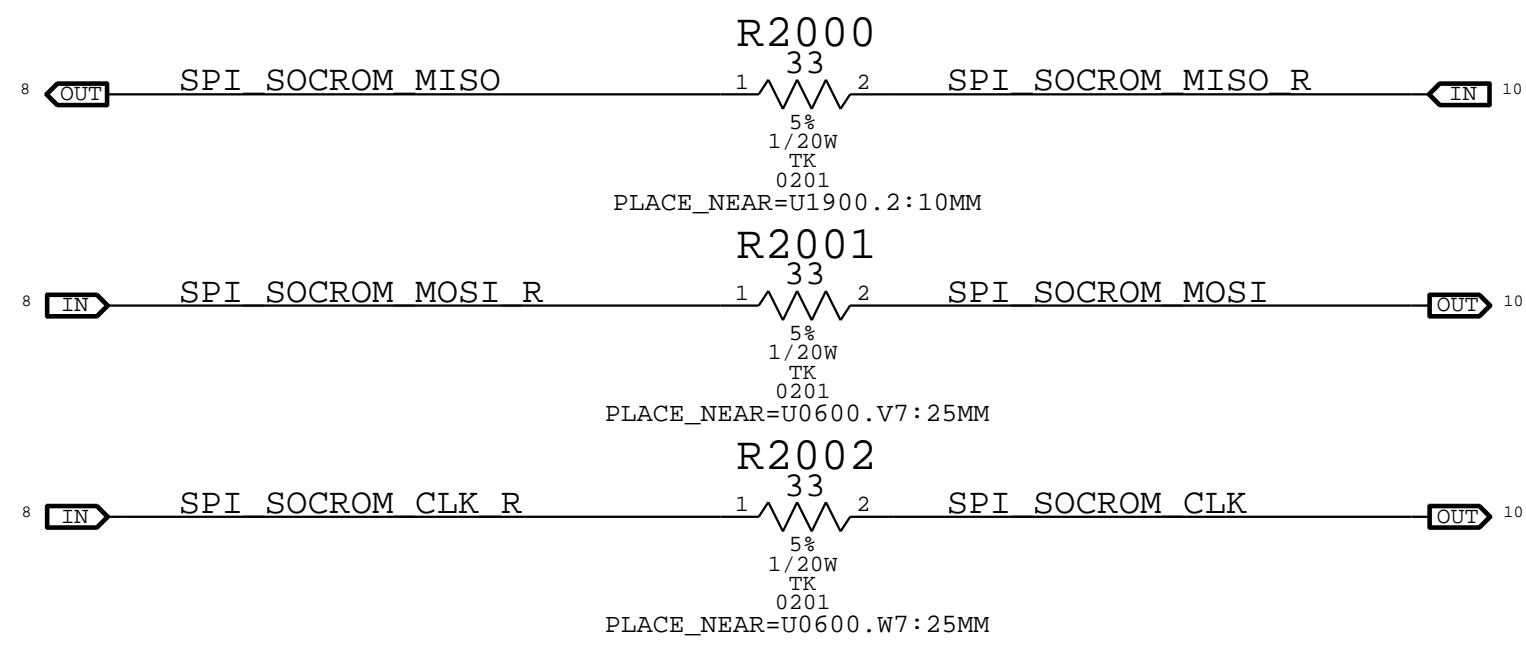 R2000
33
8 OUT SPI_SOCROM_MISO 1 2 SPI_SOCROM_MISO_R IN 10
5%
1/20W
TK
0201
PLACE_NEAR=U1900.2:10MM
R2001
33
8 IN SPI_SOCROM_MOSI_R 1 2 SPI_SOCROM_MOSI OUT 10
5%
1/20W
TK
0201
PLACE_NEAR=U0600.V7:25MM
R2002
33
8 IN SPI_SOCROM_CLK_R 1 2 SPI_SOCROM_CLK OUT 10
5%
1/20W
TK
0201
PLACE_NEAR=U0600.W7:25MM